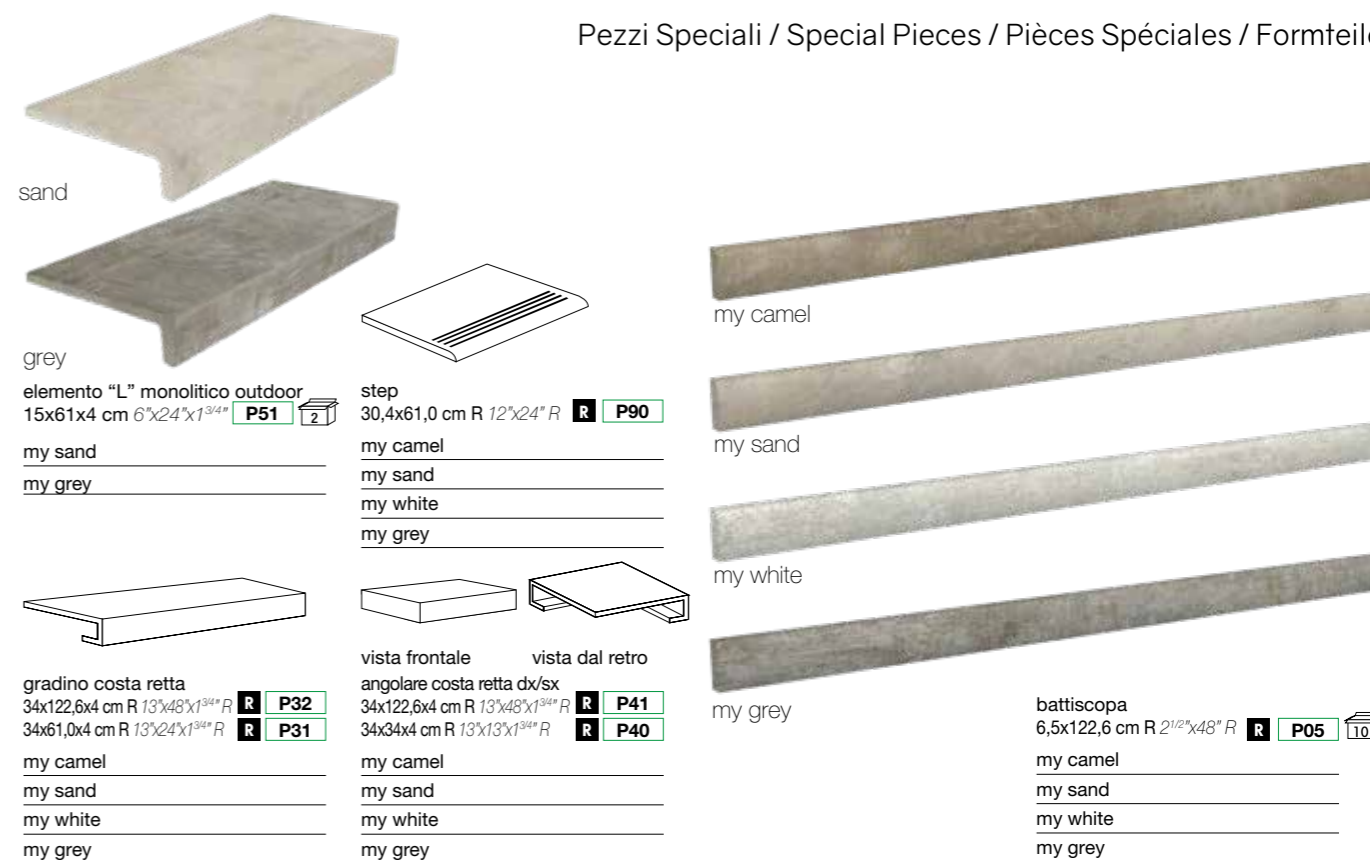 Pezzi Speciali / Special Pieces / Pièces Spéciales / Formteile
sand
grey
elemento “L” monolitico outdoor
15x61x4 cm 6"x24"x1 3/4" P51 2
my sand
my grey
step
30,4x61,0 cm R 12"x24" R R P90
my camel
my sand
my white
my grey
gradino costa retta
34x122,6x4 cm R 13"x48"x1 3/4" R R P32
34x61,0x4 cm R 13"x24"x1 3/4" R R P31
my camel
my sand
my white
my grey
vista frontale vista dal retro
angolare costa retta dx/sx
34x122,6x4 cm R 13"x48"x1 3/4" R R P41
34x34x4 cm R 13"x13"x1 3/4" R R P40
my camel
my sand
my white
my grey
my camel
my sand
my white
my grey
battiscopa
6,5x122,6 cm R 2 1/2"x48" R R P05 10
my camel
my sand
my white
my grey